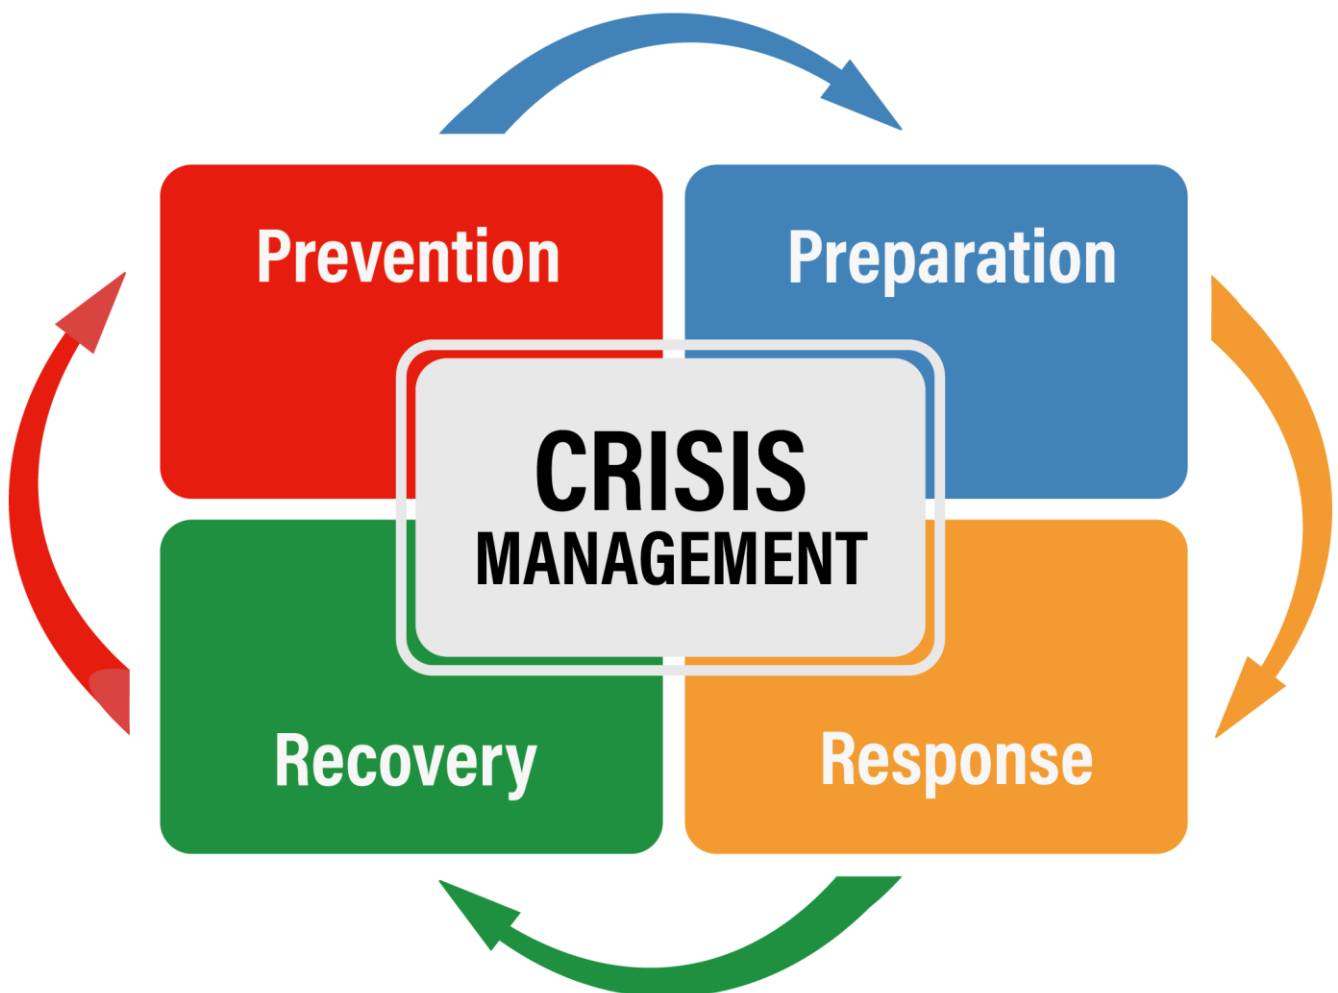 Prevention
Preparation
CRISIS
MANAGEMENT
Recovery
Response